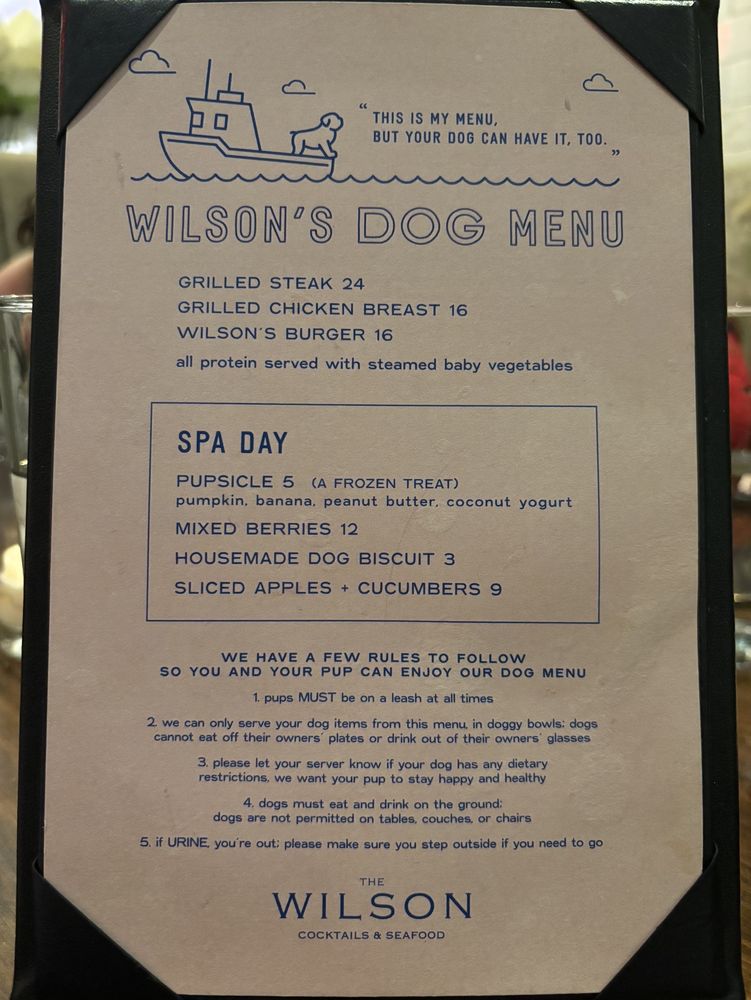 “THIS IS MY MENU,
BUT YOUR DOG CAN HAVE IT, TOO.”
WILSON'S DOG MENU
GRILLED STEAK 24
GRILLED CHICKEN BREAST 16
WILSON'S BURGER 16
all protein served with steamed baby vegetables
SPA DAY
PUPSICLE 5 (A FROZEN TREAT)
pumpkin, banana, peanut butter, coconut yogurt
MIXED BERRIES 12
HOUSEMADE DOG BISCUIT 3
SLICED APPLES + CUCUMBERS 9
WE HAVE A FEW RULES TO FOLLOW
SO YOU AND YOUR PUP CAN ENJOY OUR DOG MENU
1. pups MUST be on a leash at all times
2. we can only serve your dog items from this menu, in doggy bowls; dogs
cannot eat off their owners' plates or drink out of their owners' glasses
3. please let your server know if your dog has any dietary
restrictions, we want your pup to stay happy and healthy
4. dogs must eat and drink on the ground;
dogs are not permitted on tables, couches, or chairs
5. if URINE, you're out; please make sure you step outside if you need to go
THE
WILSON
COCKTAILS & SEAFOOD